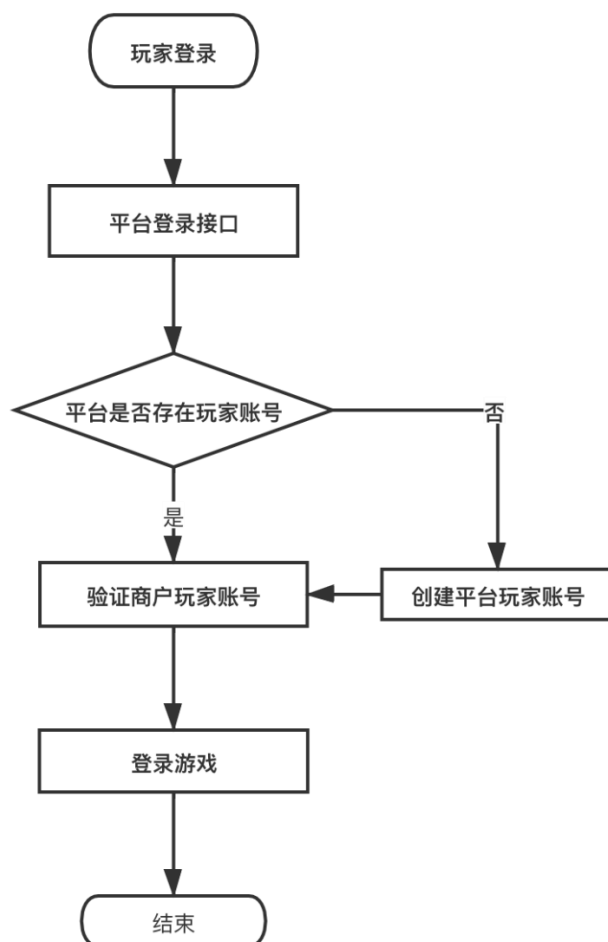 玩家登录
平台登录接口
平台是否存在玩家账号
否
是
验证商户玩家账号
创建平台玩家账号
登录游戏
结束